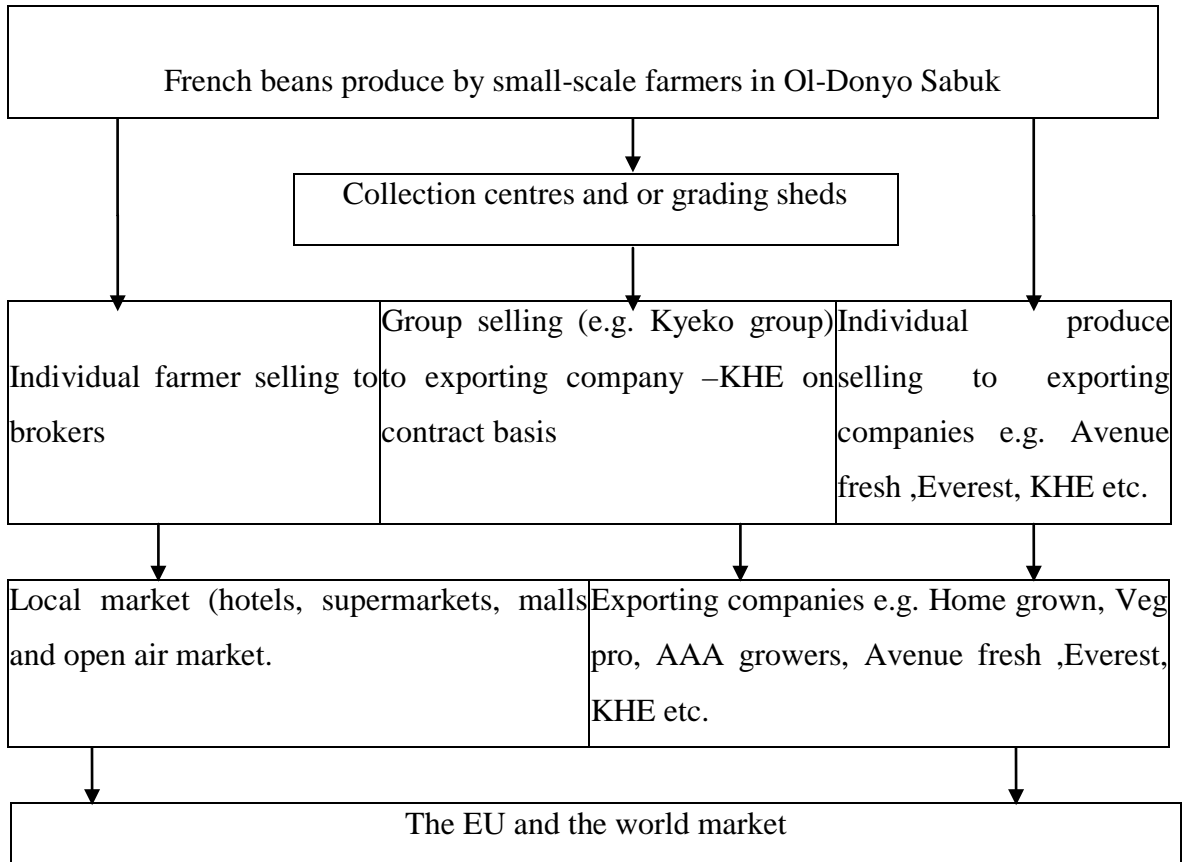 French beans produce by small-scale farmers in Ol-Donyo Sabuk
Collection centres and or grading sheds
Individual farmer selling to
brokers
Group selling (e.g. Kyeko group)
to exporting company –KHE on
contract basis
Individual produce
selling to exporting
companies e.g. Avenue
fresh ,Everest, KHE etc.
Local market (hotels, supermarkets, malls
and open air market.
Exporting companies e.g. Home grown, Veg
pro, AAA growers, Avenue fresh ,Everest,
KHE etc.
The EU and the world market